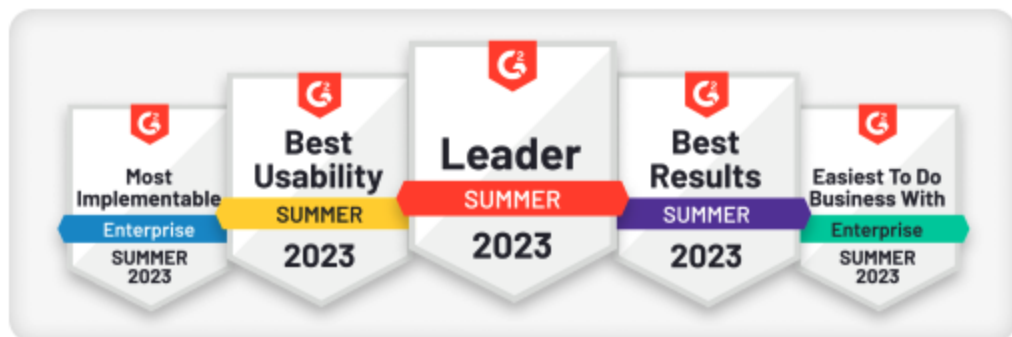 G2
Most
Implementable
Enterprise
SUMMER
2023
G2
Best
Usability
SUMMER
2023
G2
Leader
SUMMER
2023
G2
Best
Results
SUMMER
2023
G2
Easiest To Do
Business With
Enterprise
SUMMER
2023